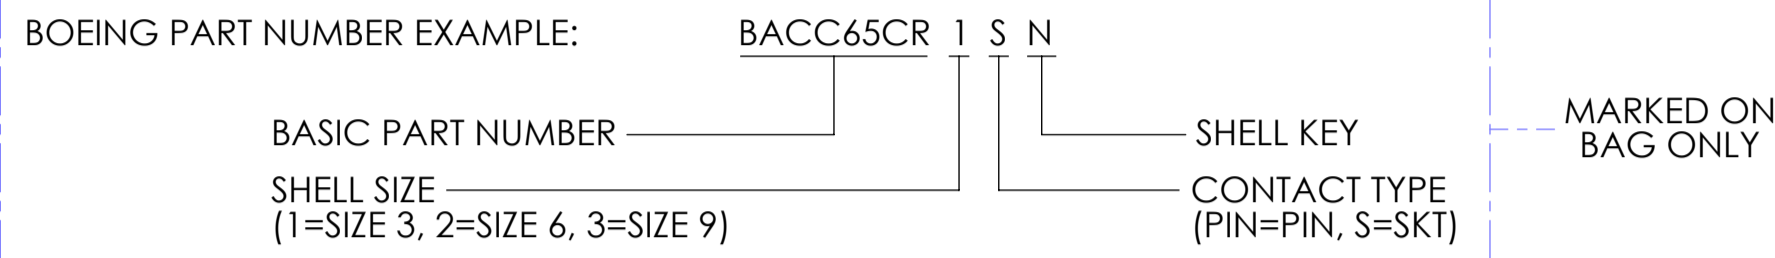 BOEING PART NUMBER EXAMPLE: BACC65CR 1 S N
BASIC PART NUMBER
SHELL KEY
SHELL SIZE
(1=SIZE 3, 2=SIZE 6, 3=SIZE 9)
CONTACT TYPE
(PIN=PIN, S=SKT)
MARKED ON
BAG ONLY